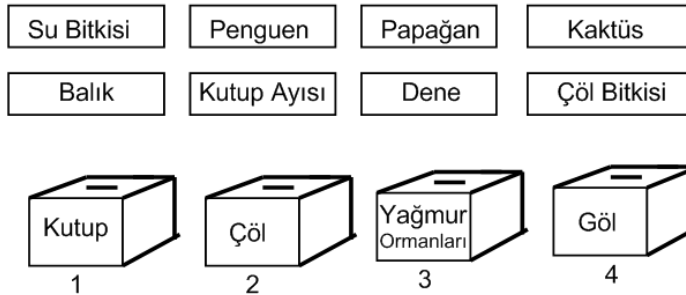 Su Bitkisi
Penguen
Papağan
Kaktüs
Balık
Kutup Ayısı
Dene
Çöl Bitkisi
Kutup
Çöl
Yağmur
Ormanları
Göl
1
2
3
4